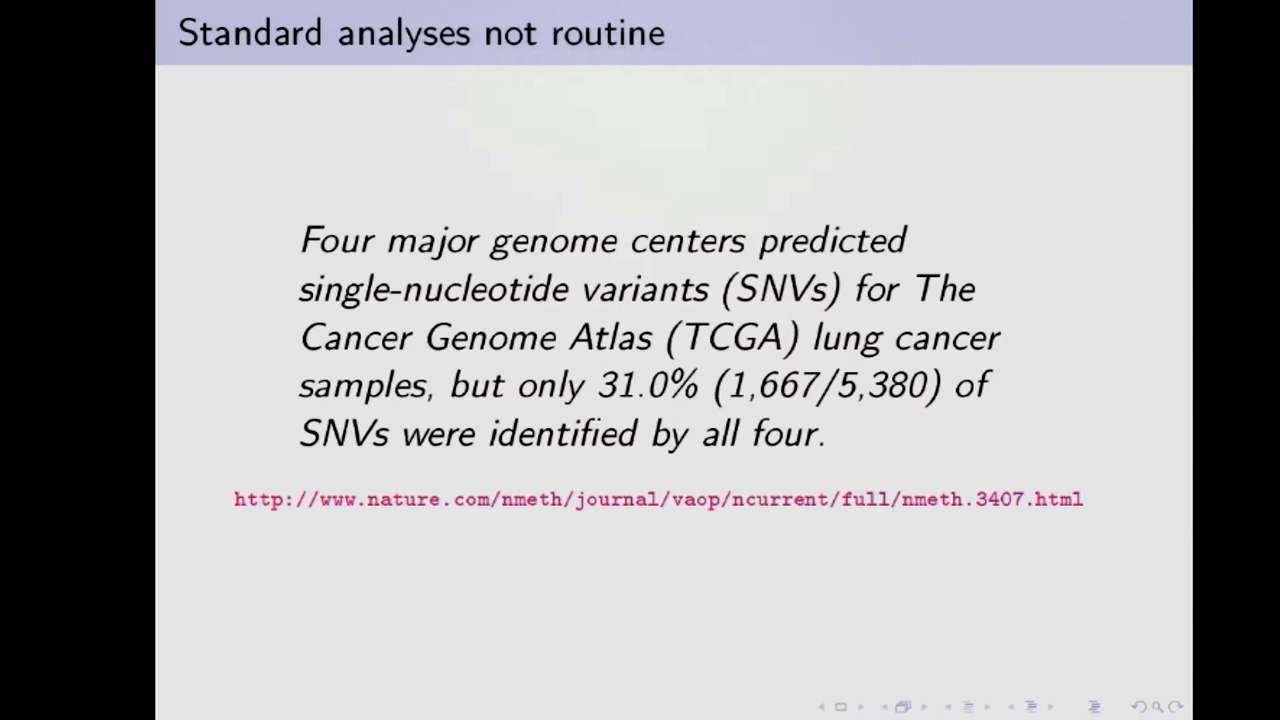 Standard analyses not routine
Four major genome centers predicted
single-nucleotide variants (SNVs) for The
Cancer Genome Atlas (TCGA) lung cancer
samples, but only 31.0% (1,667/5,380) of
SNVs were identified by all four.
http://www.nature.com/nmeth/journal/vaop/ncurrent/full/nmeth.3407.html